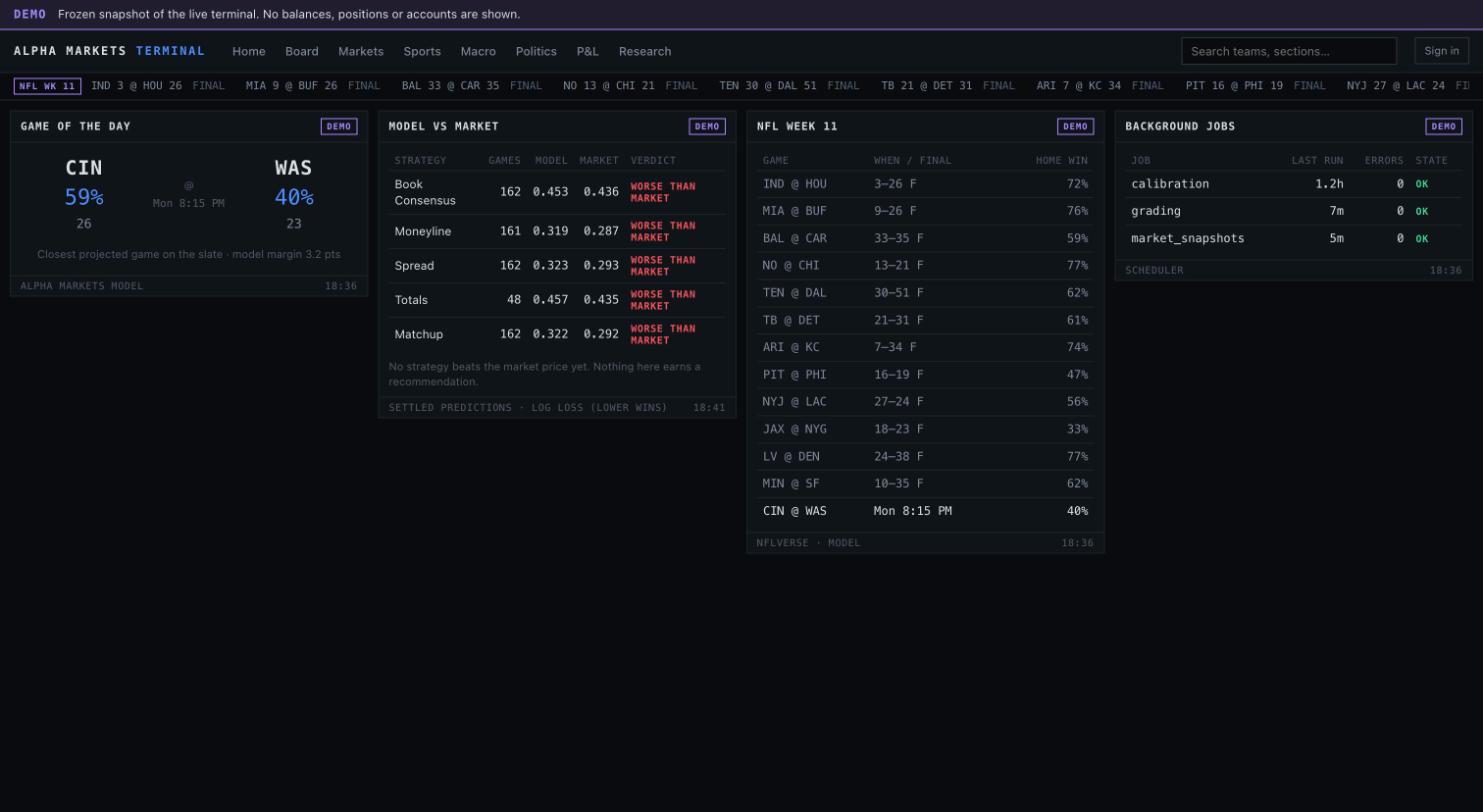 DEMO Frozen snapshot of the live terminal. No balances, positions or accounts are shown.
ALPHA MARKETS TERMINAL Home Board Markets Sports Macro Politics P&L Research Search teams, sections... Sign in
NFL WK 11 IND 3 @ HOU 26 FINAL MIA 9 @ BUF 26 FINAL BAL 33 @ CAR 35 FINAL NO 13 @ CHI 21 FINAL TEN 30 @ DAL 51 FINAL TB 21 @ DET 31 FINAL ARI 7 @ KC 34 FINAL PIT 16 @ PHI 19 FINAL NYJ 27 @ LAC 24
GAME OF THE DAY DEMO
CIN WAS
59% @ 40%
Mon 8:15 PM
26 23
Closest projected game on the slate · model margin 3.2 pts
ALPHA MARKETS MODEL 18:36
MODEL VS MARKET DEMO
STRATEGY GAMES MODEL MARKET VERDICT
Book Consensus 162 0.453 0.436 WORSE THAN MARKET
Moneyline 161 0.319 0.287 WORSE THAN MARKET
Spread 162 0.323 0.293 WORSE THAN MARKET
Totals 48 0.457 0.435 WORSE THAN MARKET
Matchup 162 0.322 0.292 WORSE THAN MARKET
No strategy beats the market price yet. Nothing here earns a
recommendation.
SETTLED PREDICTIONS · LOG LOSS (LOWER WINS) 18:41
NFL WEEK 11 DEMO
GAME WHEN / FINAL HOME WIN
IND @ HOU 3–26 F 72%
MIA @ BUF 9–26 F 76%
BAL @ CAR 33–35 F 59%
NO @ CHI 13–21 F 77%
TEN @ DAL 30–51 F 62%
TB @ DET 21–31 F 61%
ARI @ KC 7–34 F 74%
PIT @ PHI 16–19 F 47%
NYJ @ LAC 27–24 F 56%
JAX @ NYG 18–23 F 33%
LV @ DEN 24–38 F 77%
MIN @ SF 10–35 F 62%
CIN @ WAS Mon 8:15 PM 40%
NFLVERSE · MODEL 18:36
BACKGROUND JOBS DEMO
JOB LAST RUN ERRORS STATE
calibration 1.2h 0 OK
grading 7m 0 OK
market_snapshots 5m 0 OK
SCHEDULER 18:36